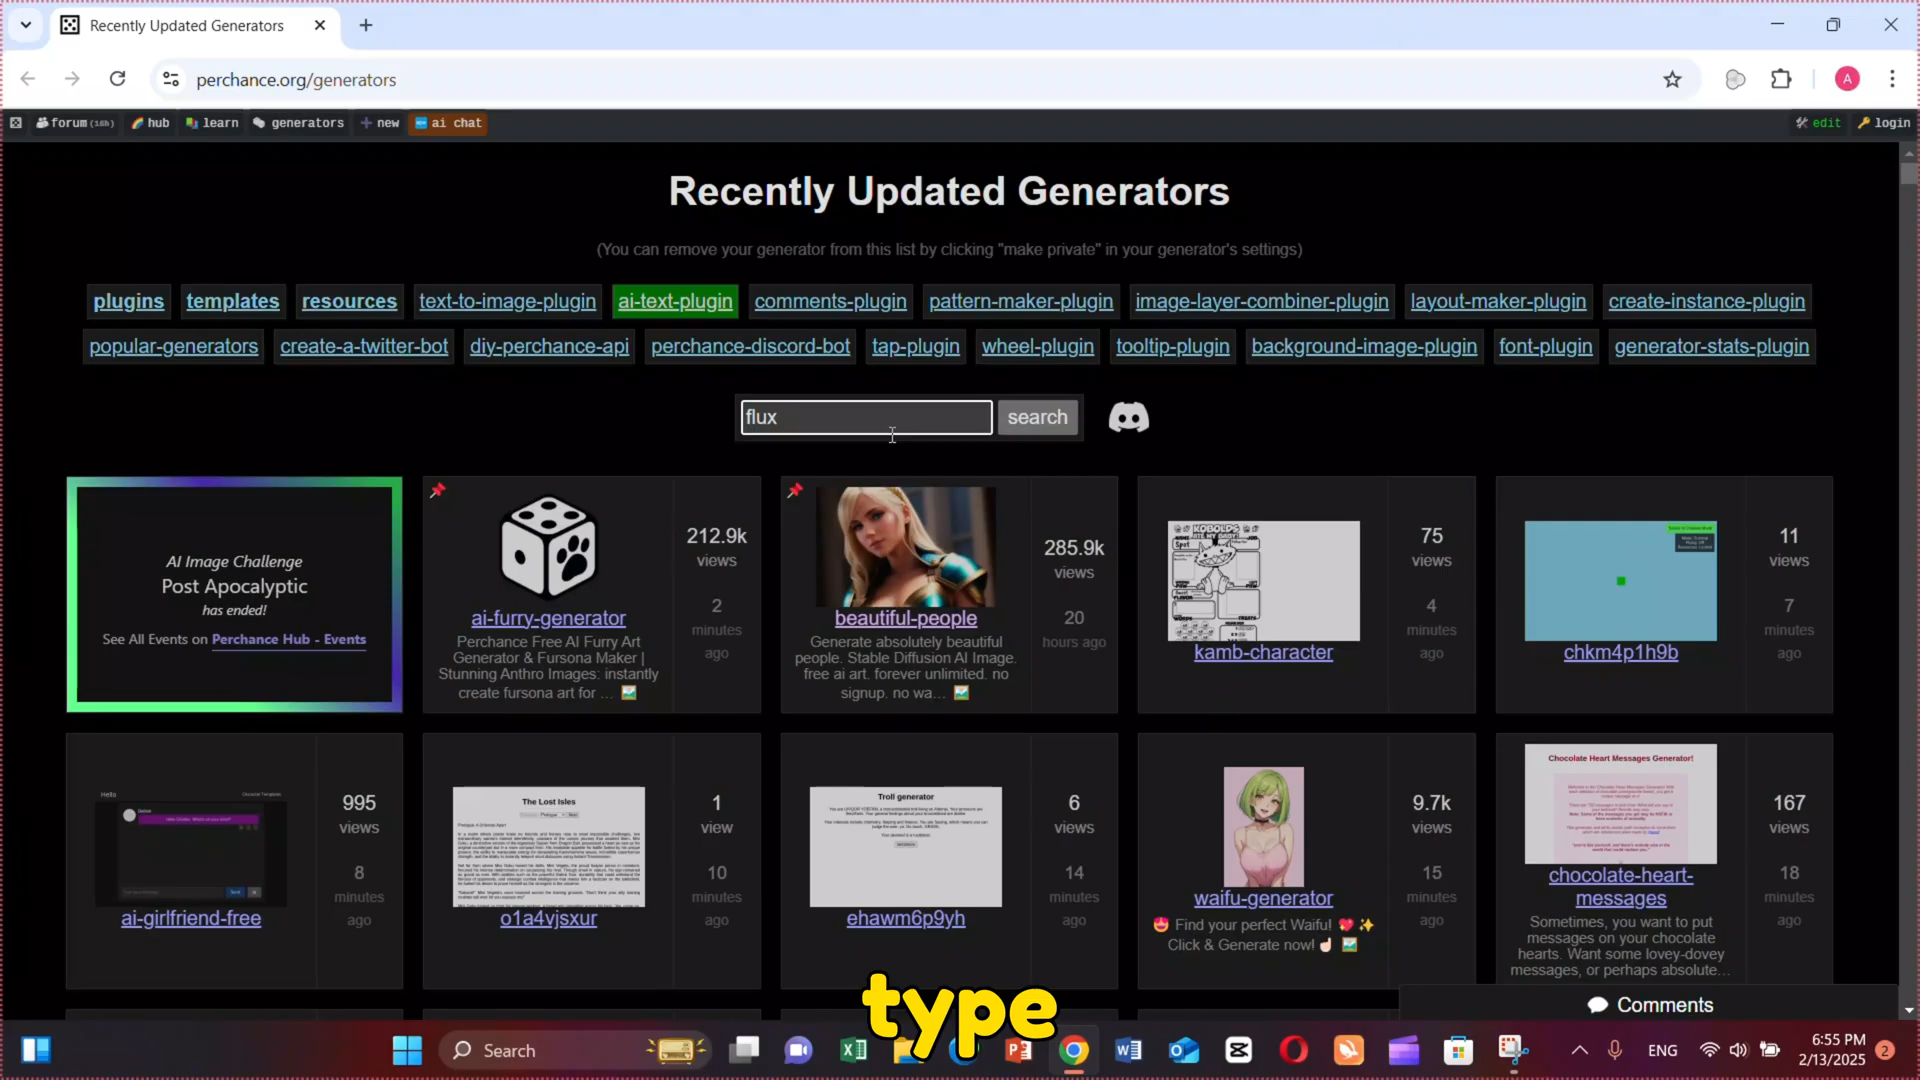 Recently Updated Generators
perchance.org/generators
A
forum (16h)
hub
learn
generators
+ new
ai chat
edit
login
Recently Updated Generators
(You can remove your generator from this list by clicking "make private" in your generator's settings)
plugins templates resources text-to-image-plugin ai-text-plugin comments-plugin pattern-maker-plugin image-layer-combiner-plugin layout-maker-plugin create-instance-plugin
popular-generators create-a-twitter-bot diy-perchance-api perchance-discord-bot tap-plugin wheel-plugin tooltip-plugin background-image-plugin font-plugin generator-stats-plugin
flux
search
AI Image Challenge
Post Apocalyptic
has ended!
See All Events on Perchance Hub - Events
ai-furry-generator
Perchance Free AI Furry Art
Generator & Fursona Maker |
Stunning Anthro Images: instantly
create fursona art for ...
212.9k
views
2
minutes
ago
beautiful-people
Generate absolutely beautiful
people. Stable Diffusion AI Image.
free ai art. forever unlimited. no
signup. no wa...
285.9k
views
20
hours ago
kamb-character
75
views
4
minutes
ago
chkm4p1h9b
11
views
7
minutes
ago
Hello
ai-girlfriend-free
995
views
8
minutes
ago
The Lost Isles
o1a4vjsxur
1
view
10
minutes
ago
Troll generator
ehawm6p9yh
6
views
14
minutes
ago
waifu-generator
Find your perfect Waifu!
Click & Generate now!
9.7k
views
15
minutes
ago
Chocolate Heart Messages Generator!
chocolate-heart-
messages
Sometimes, you want to put
messages on your chocolate
hearts. Want some lovey-dovey
messages, or perhaps absolute...
167
views
18
minutes
ago
Comments
type
Search
ENG
6:55 PM
2/13/2025
2